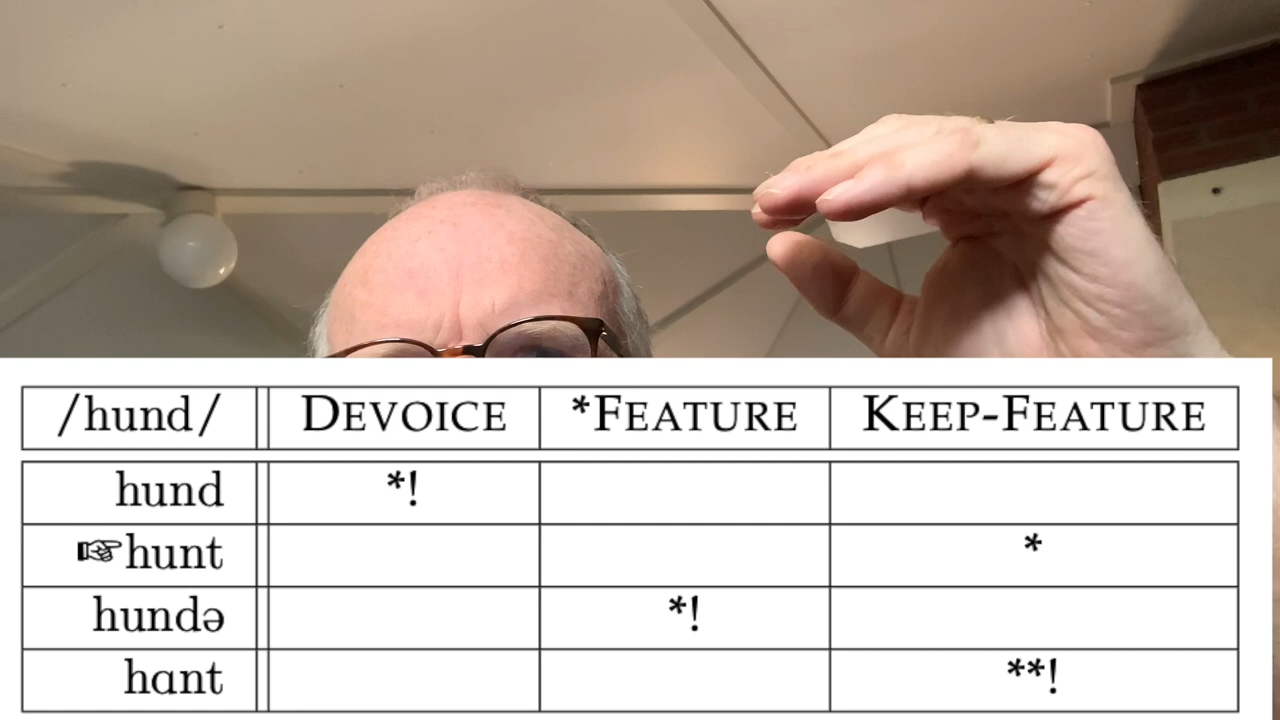 /hund/ DEVOICE *FEATURE KEEP-FEATURE
hund *!
☞hunt *
hundə *!
hɑnt **!